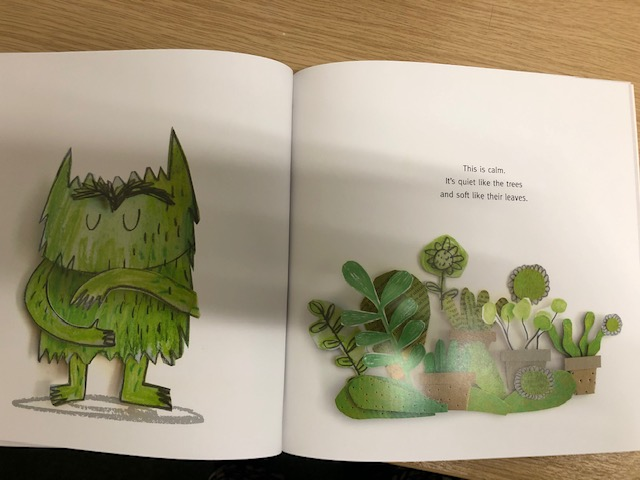 This is calm.
It's quiet like the trees
and soft like their leaves.